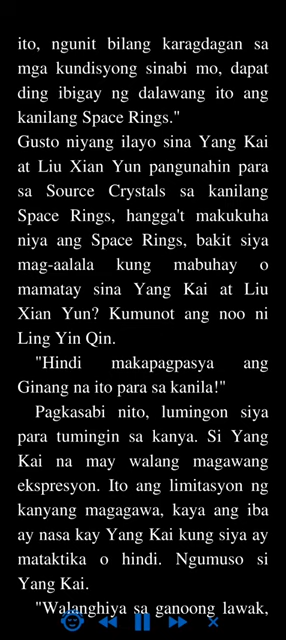 ito, ngunit bilang karagdagan sa
mga kundisyong sinabi mo, dapat
ding ibigay ng dalawang ito ang
kanilang Space Rings."
Gusto niyang ilayo sina Yang Kai
at Liu Xian Yun pangunahin para
sa Source Crystals sa kanilang
Space Rings, hangga't makukuha
niya ang Space Rings, bakit siya
mag-aalala kung mabuhay o
mamatay sina Yang Kai at Liu
Xian Yun? Kumunot ang noo ni
Ling Yin Qin.
"Hindi makapagpasya ang
Ginang na ito para sa kanila!"
Pagkasabi nito, lumingon siya
para tumingin sa kanya. Si Yang
Kai na may walang magawang
ekspresyon. Ito ang limitasyon ng
kanyang magagawa, kaya ang iba
ay nasa kay Yang Kai kung siya ay
mataktika o hindi. Ngumuso si
Yang Kai.
"Walanghiya sa ganoong lawak,